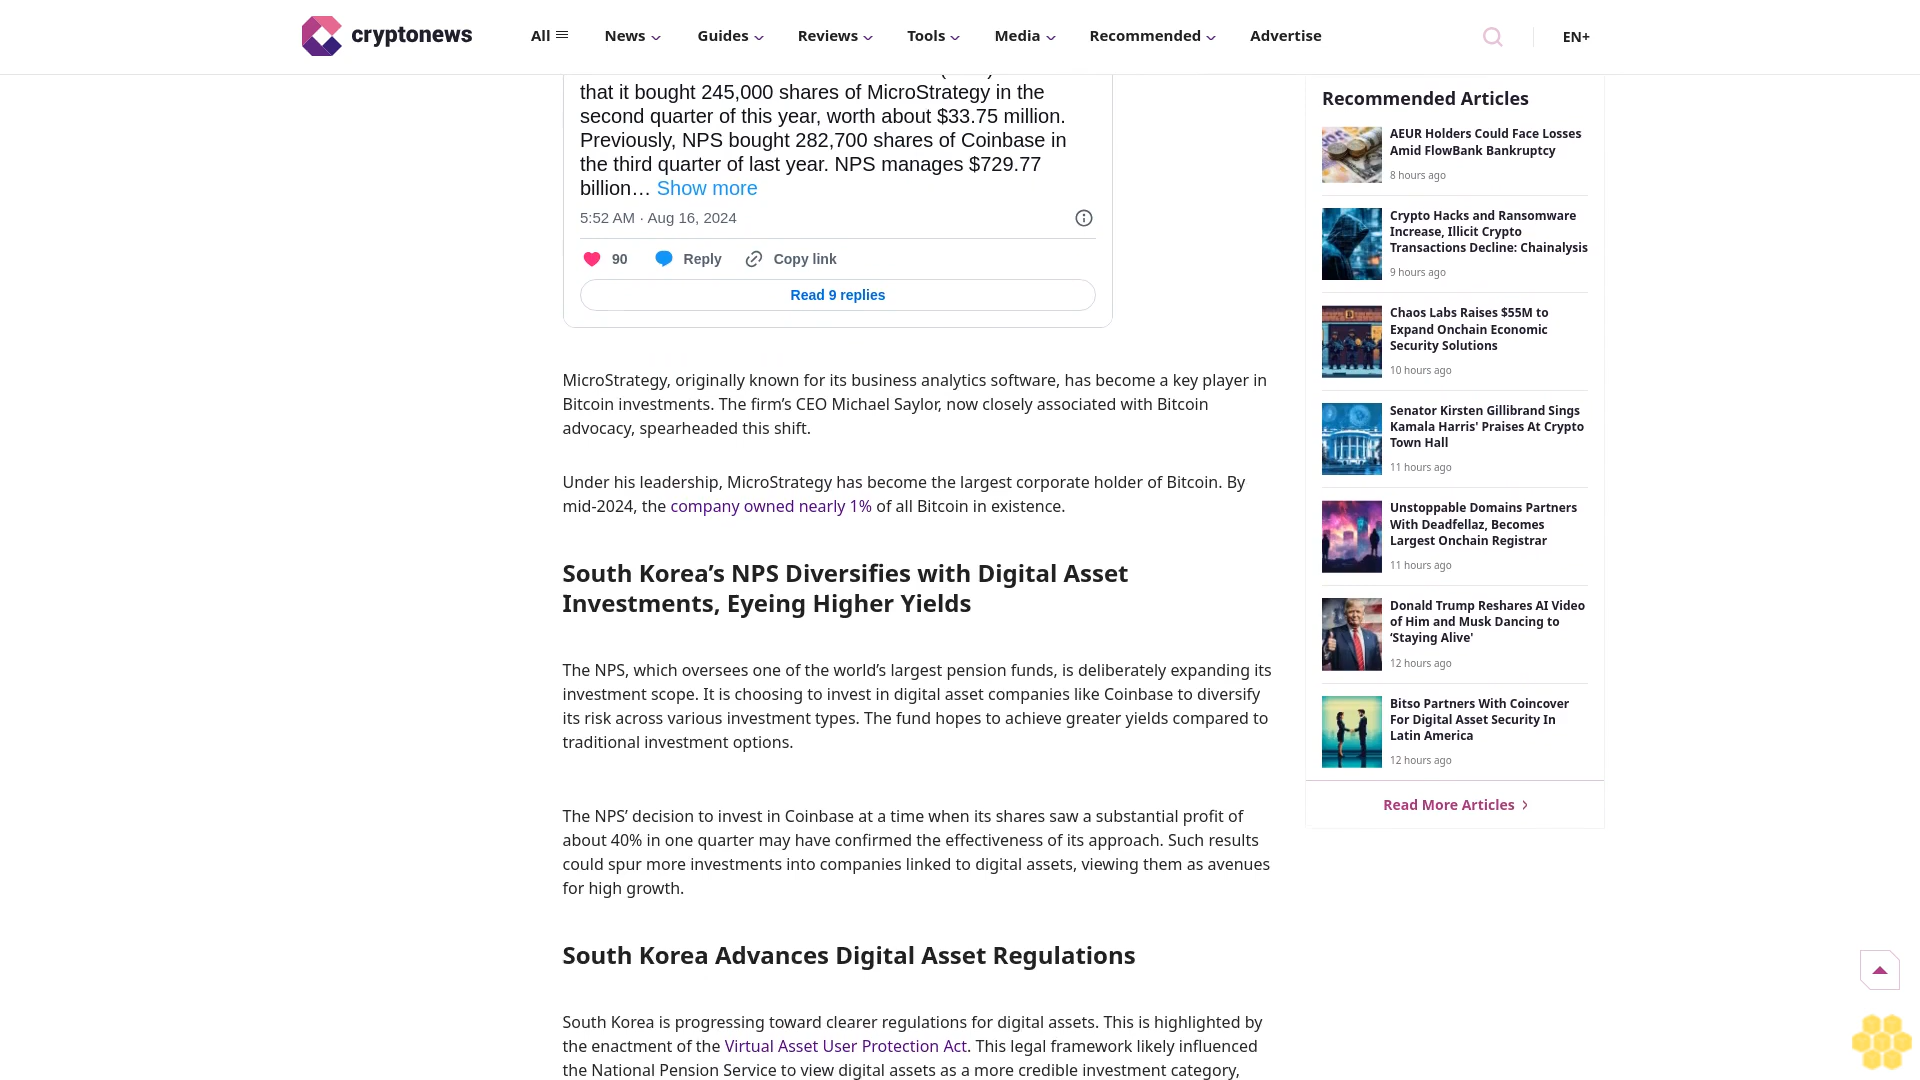 cryptonews
All
News
Guides
Reviews
Tools
Media
Recommended
Advertise
EN+
that it bought 245,000 shares of MicroStrategy in the
second quarter of this year, worth about $33.75 million.
Previously, NPS bought 282,700 shares of Coinbase in
the third quarter of last year. NPS manages $729.77
billion… Show more
5:52 AM · Aug 16, 2024
90
Reply
Copy link
Read 9 replies
MicroStrategy, originally known for its business analytics software, has become a key player in
Bitcoin investments. The firm’s CEO Michael Saylor, now closely associated with Bitcoin
advocacy, spearheaded this shift.
Under his leadership, MicroStrategy has become the largest corporate holder of Bitcoin. By
mid-2024, the company owned nearly 1% of all Bitcoin in existence.
South Korea’s NPS Diversifies with Digital Asset
Investments, Eyeing Higher Yields
The NPS, which oversees one of the world’s largest pension funds, is deliberately expanding its
investment scope. It is choosing to invest in digital asset companies like Coinbase to diversify
its risk across various investment types. The fund hopes to achieve greater yields compared to
traditional investment options.
The NPS’ decision to invest in Coinbase at a time when its shares saw a substantial profit of
about 40% in one quarter may have confirmed the effectiveness of its approach. Such results
could spur more investments into companies linked to digital assets, viewing them as avenues
for high growth.
South Korea Advances Digital Asset Regulations
South Korea is progressing toward clearer regulations for digital assets. This is highlighted by
the enactment of the Virtual Asset User Protection Act. This legal framework likely influenced
the National Pension Service to view digital assets as a more credible investment category,
Recommended Articles
AEUR Holders Could Face Losses
Amid FlowBank Bankruptcy
8 hours ago
Crypto Hacks and Ransomware
Increase, Illicit Crypto
Transactions Decline: Chainalysis
9 hours ago
Chaos Labs Raises $55M to
Expand Onchain Economic
Security Solutions
10 hours ago
Senator Kirsten Gillibrand Sings
Kamala Harris' Praises At Crypto
Town Hall
11 hours ago
Unstoppable Domains Partners
With Deadfellaz, Becomes
Largest Onchain Registrar
11 hours ago
Donald Trump Reshares AI Video
of Him and Musk Dancing to
‘Staying Alive'
12 hours ago
Bitso Partners With Coincover
For Digital Asset Security In
Latin America
12 hours ago
Read More Articles